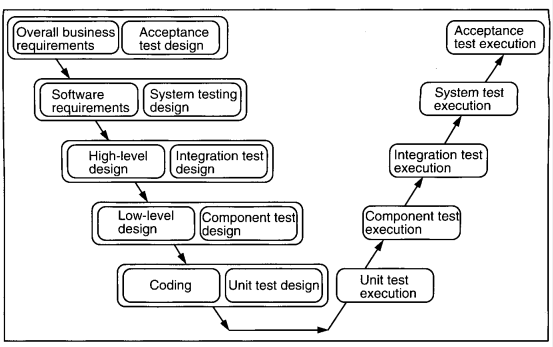 Overall business
requirements
Acceptance
test design
Acceptance
test execution
Software
requirements
System testing
design
System test
execution
High-level
design
Integration test
design
Integration test
execution
Low-level
design
Component test
design
Component test
execution
Coding
Unit test design
Unit test
execution